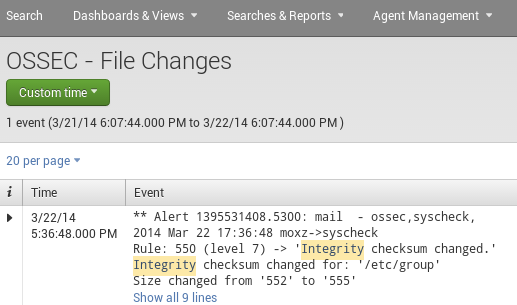 Search Dashboards & Views Searches & Reports Agent Management
OSSEC - File Changes
Custom time
1 event (3/21/14 6:07:44.000 PM to 3/22/14 6:07:44.000 PM )
20 per page
i Time Event
3/22/14
5:36:48.000 PM
** Alert 1395531408.5300: mail - ossec,syscheck,
2014 Mar 22 17:36:48 moxz->syscheck
Rule: 550 (level 7) -> 'Integrity checksum changed.'
Integrity checksum changed for: '/etc/group'
Size changed from '552' to '555'
Show all 9 lines